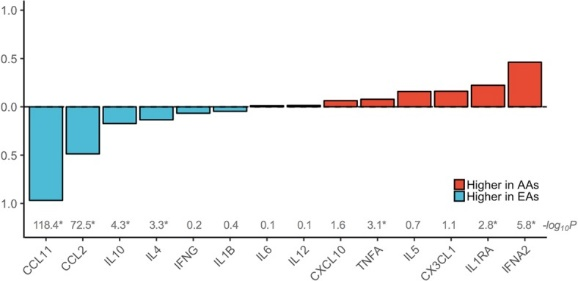 1.0
0.5
0.0
0.5
1.0
Higher in AAs
Higher in EAs
118.4* 72.5* 4.3* 3.3* 0.2 0.4 0.1 0.1 1.6 3.1* 0.7 1.1 2.8* 5.8* -log10P
CCL11 CCL2 IL10 IL4 IFNG IL1B IL6 IL12 CXCL10 TNFA IL5 CX3CL1 IL1RA IFNA2